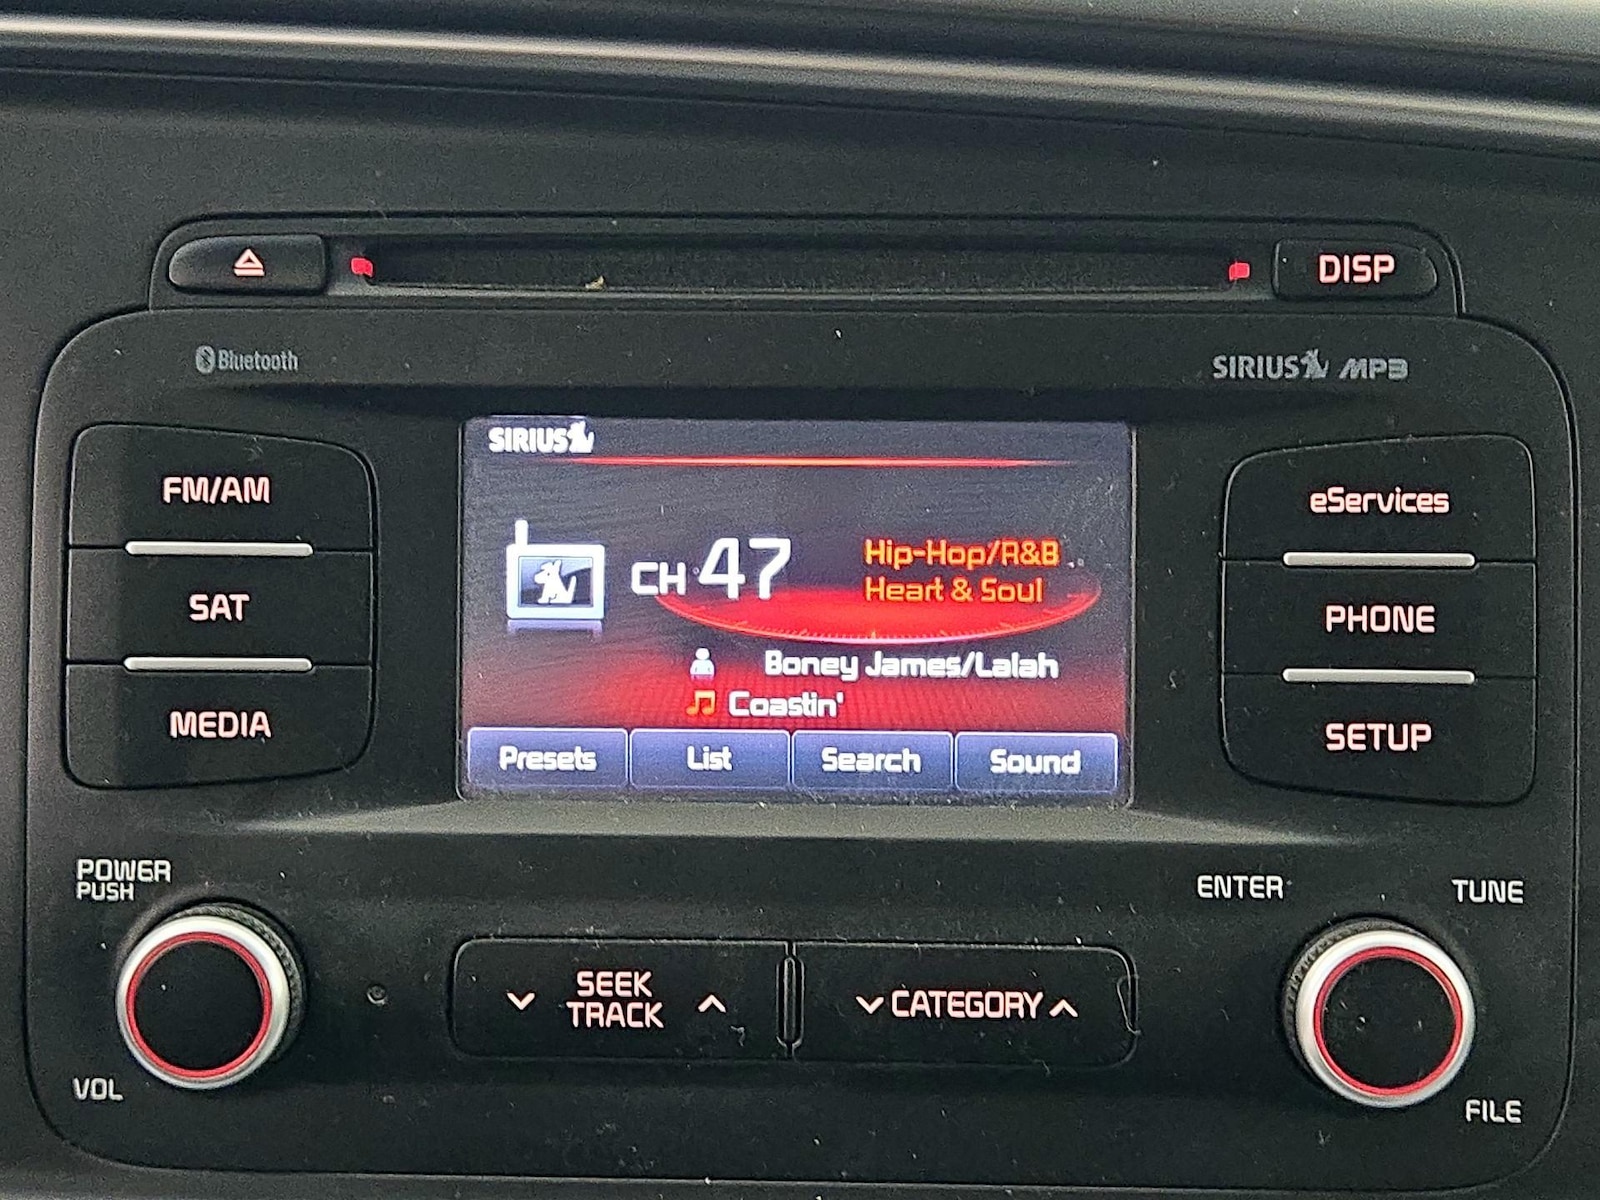 DISP
Bluetooth
SIRIUS MP3
SIRIUS
FM/AM
SAT
MEDIA
CH 47
Hip-Hop/R&B
Heart & Soul
Boney James/Lalah
Coastin'
Presets List Search Sound
eServices
PHONE
SETUP
POWER
PUSH
VOL
SEEK
TRACK
CATEGORY
ENTER
TUNE
FILE